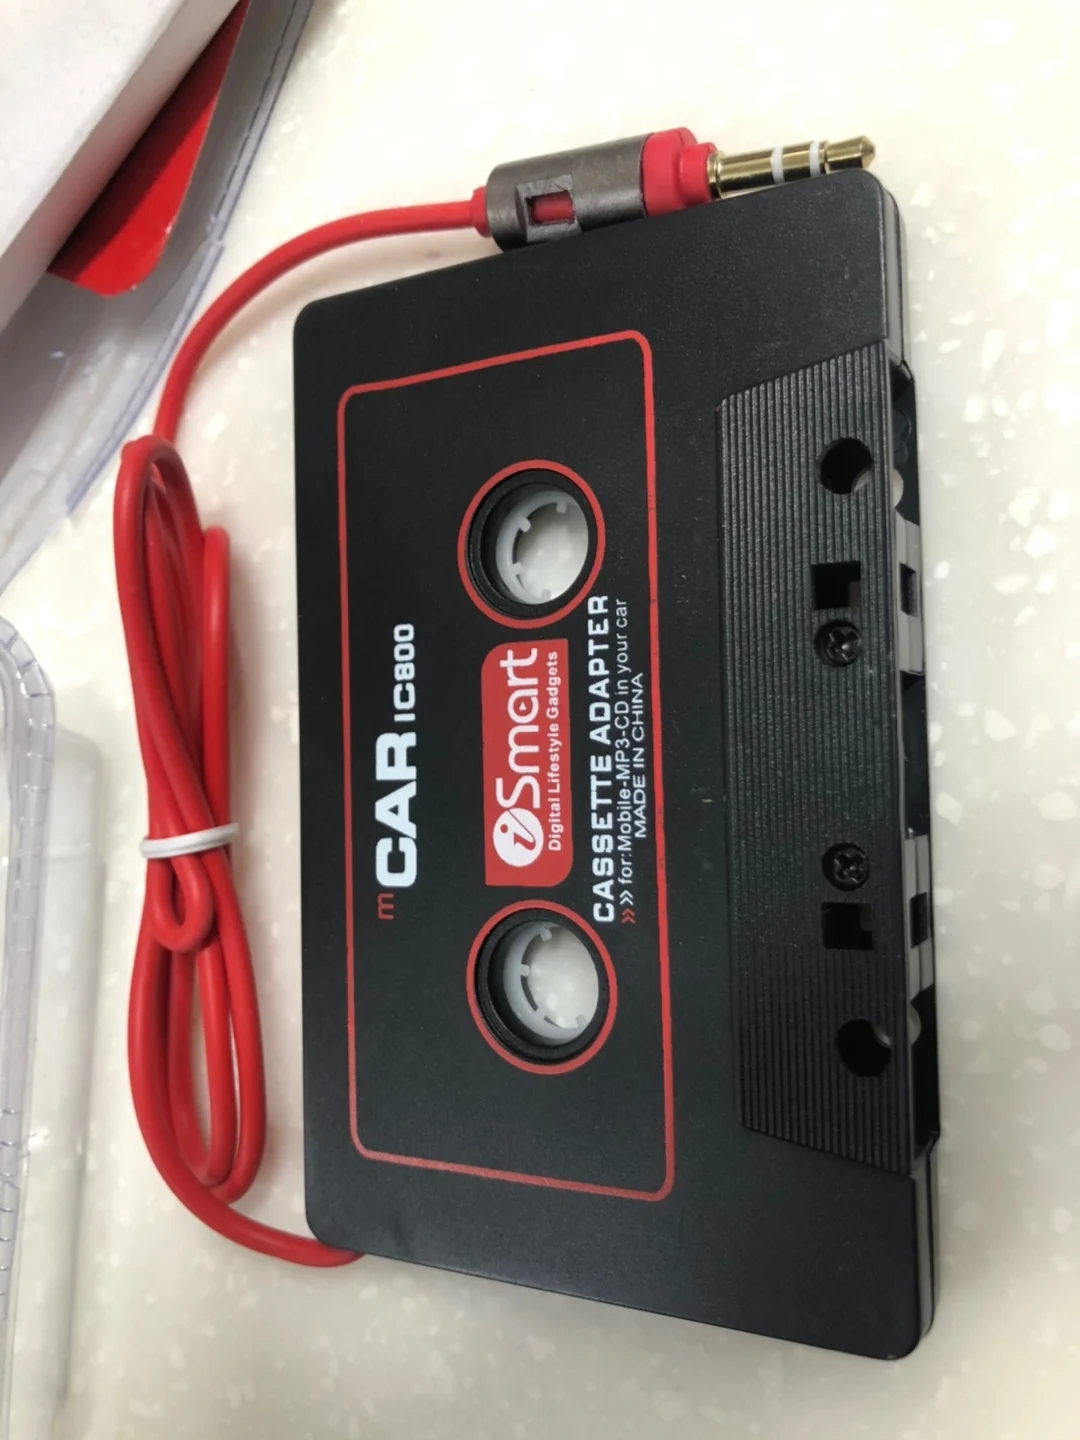 m CAR IC800
iSmart
Digital Lifestyle Gadgets
CASSETTE ADAPTER
»» for:Mobile-MP3-CD in your car
MADE IN CHINA